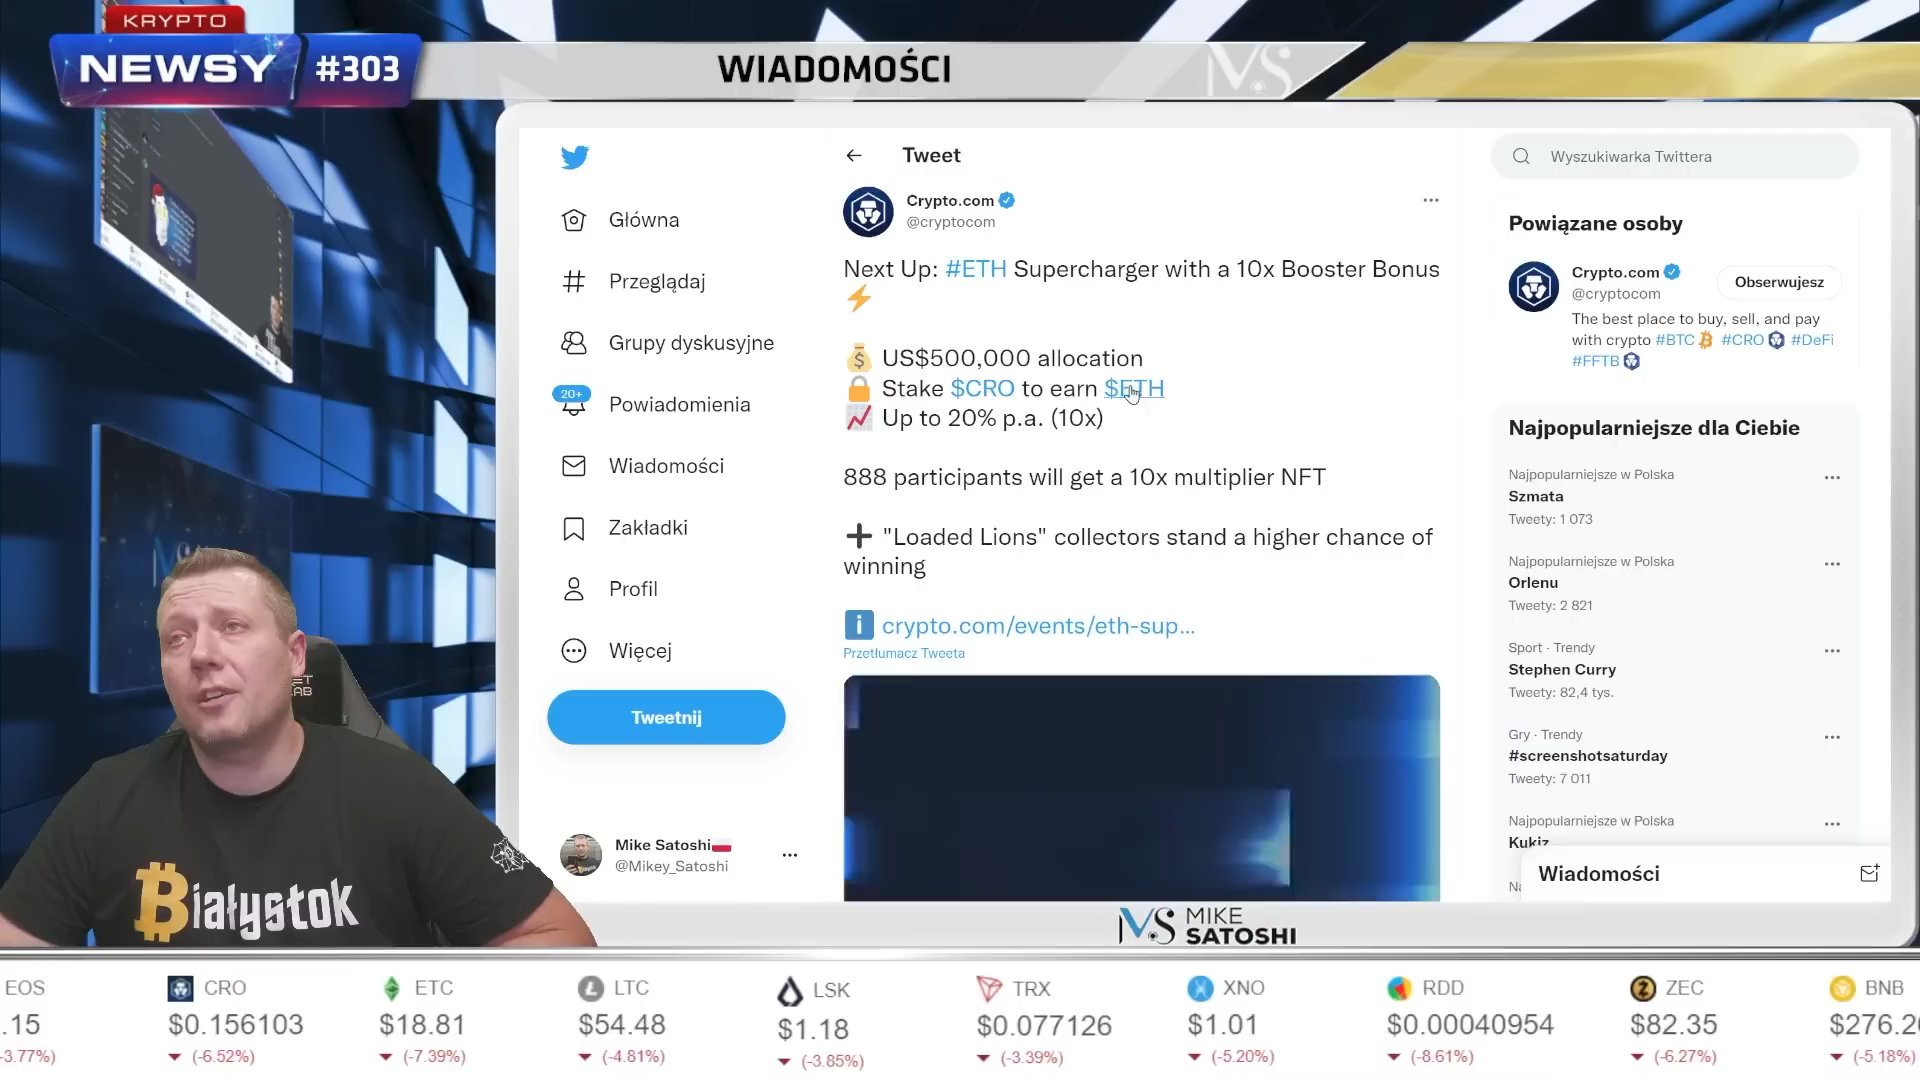 KRYPTO
NEWSY #303
WIADOMOŚCI
MS
Główna
Przeglądaj
Grupy dyskusyjne
20+
Powiadomienia
Wiadomości
Zakładki
Profil
Więcej
Tweetnij
Mike Satoshi
@Mikey_Satoshi
Tweet
Crypto.com
@cryptocom
Next Up: #ETH Supercharger with a 10x Booster Bonus
US$500,000 allocation
Stake $CRO to earn $ETH
Up to 20% p.a. (10x)
888 participants will get a 10x multiplier NFT
"Loaded Lions" collectors stand a higher chance of
winning
crypto.com/events/eth-sup...
Przetłumacz Tweeta
Wyszukiwarka Twittera
Powiązane osoby
Crypto.com
@cryptocom
Obserwujesz
The best place to buy, sell, and pay
with crypto #BTC #CRO #DeFi
#FFTB
Najpopularniejsze dla Ciebie
Najpopularniejsze w Polska
Szmata
Tweety: 1 073
Najpopularniejsze w Polska
Orlenu
Tweety: 2 821
Sport · Trendy
Stephen Curry
Tweety: 82,4 tys.
Gry · Trendy
#screenshotsaturday
Tweety: 7 011
Najpopularniejsze w Polska
Kukiz
Wiadomości
Białystok
MS MIKE
SATOSHI
EOS
.15
-3.77%)
CRO
$0.156103
(-6.52%)
ETC
$18.81
(-7.39%)
LTC
$54.48
(-4.81%)
LSK
$1.18
(-3.85%)
TRX
$0.077126
(-3.39%)
XNO
$1.01
(-5.20%)
RDD
$0.00040954
(-8.61%)
ZEC
$82.35
(-6.27%)
BNB
$276.2
(-5.18%)